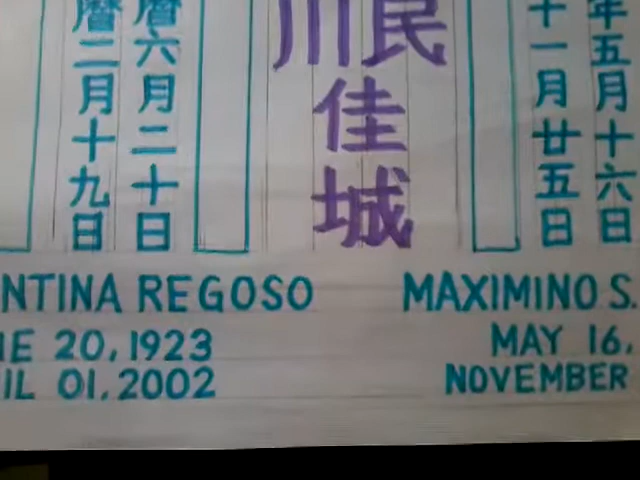 年五月十六日
十一月廿五日
民
川
佳城
曆六月二十日
曆二月十九日
NTINA REGOSO
20,1923
IL 01.2002
MAXIMINO S.
MAY 16,
NOVEMBER